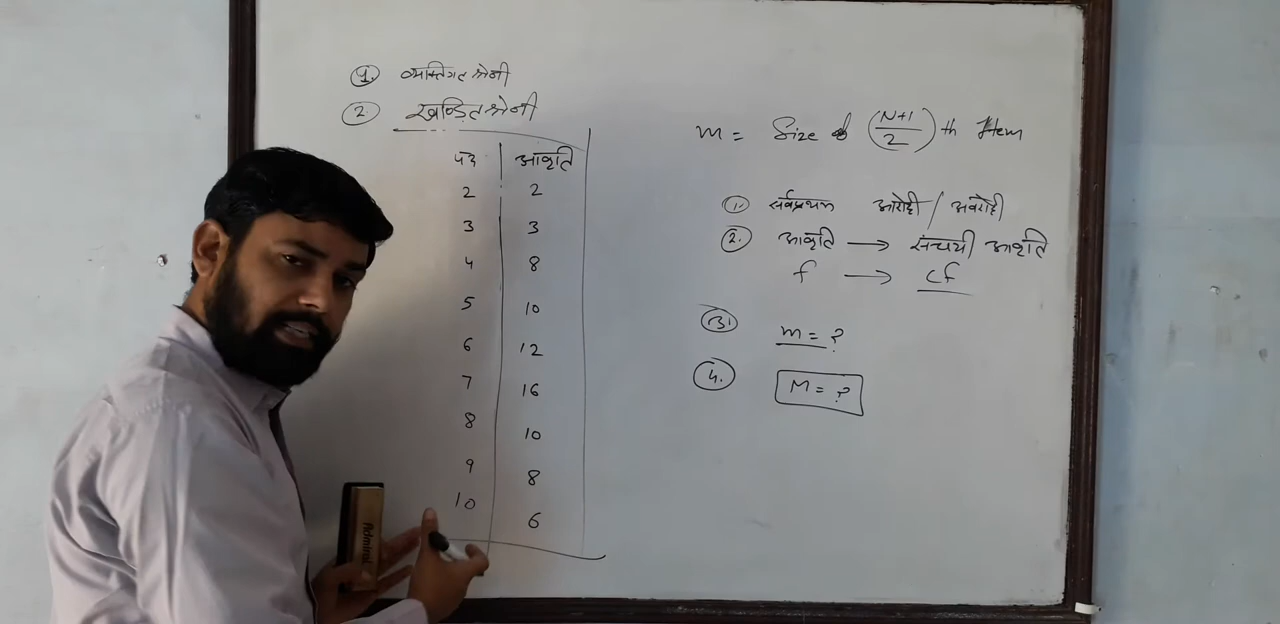 १. व्यक्तिगत श्रेणी
2. खण्डित श्रेणी
पद आवृति
2 2
3 3
4 8
5 10
6 12
7 16
8 10
9 8
10 6
m = Size of (N+1/2) th Item
1. सर्वप्रथम आरोही / अवरोही
2. आवृति → संचयी आवृति
f → cf
3. m = ?
4. M = ?
Admiral